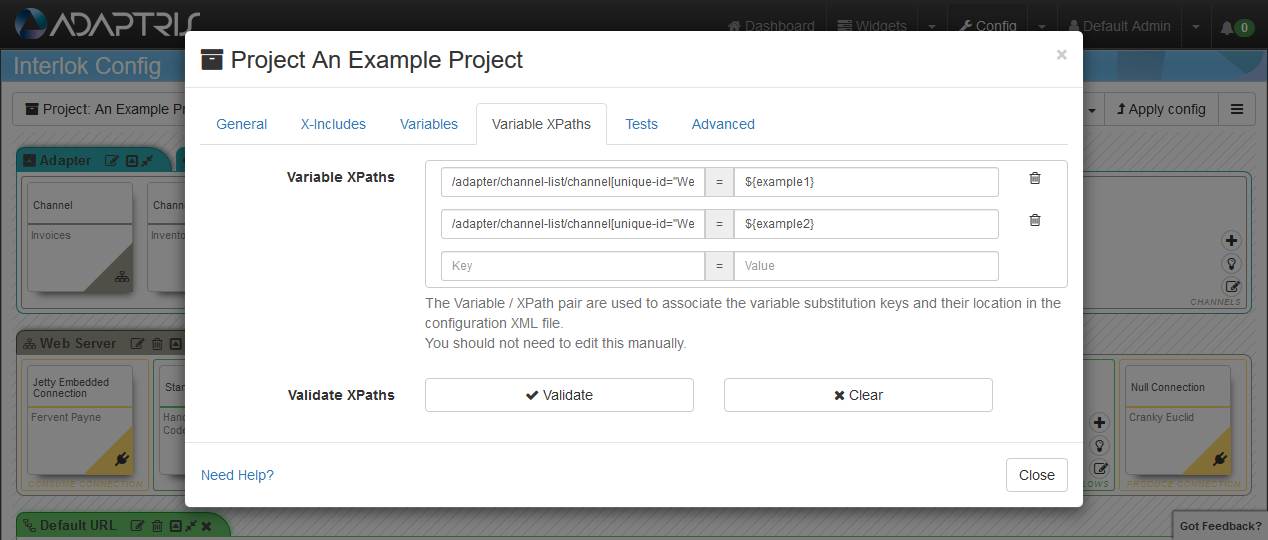 ADAPTRIS
Dashboard
Widgets
Config
Default Admin
0
Interlok Config
Project: An Example Pr
Apply config
Project An Example Project
×
General
X-Includes
Variables
Variable XPaths
Tests
Advanced
Variable XPaths
/adapter/channel-list/channel[unique-id="We
=
${example1}
/adapter/channel-list/channel[unique-id="We
=
${example2}
Key
=
Value
The Variable / XPath pair are used to associate the variable substitution keys and their location in the
configuration XML file.
You should not need to edit this manually.
Validate XPaths
Validate
Clear
Need Help?
Close
Adapter
Channel
Invoices
Chann
Invento
CHANNELS
Web Server
Jetty Embedded
Connection
Fervent Payne
CONSUME CONNECTION
Stan
Hand
Code
LOWS
Null Connection
Cranky Euclid
PRODUCE CONNECTION
Default URL
Got Feedback?